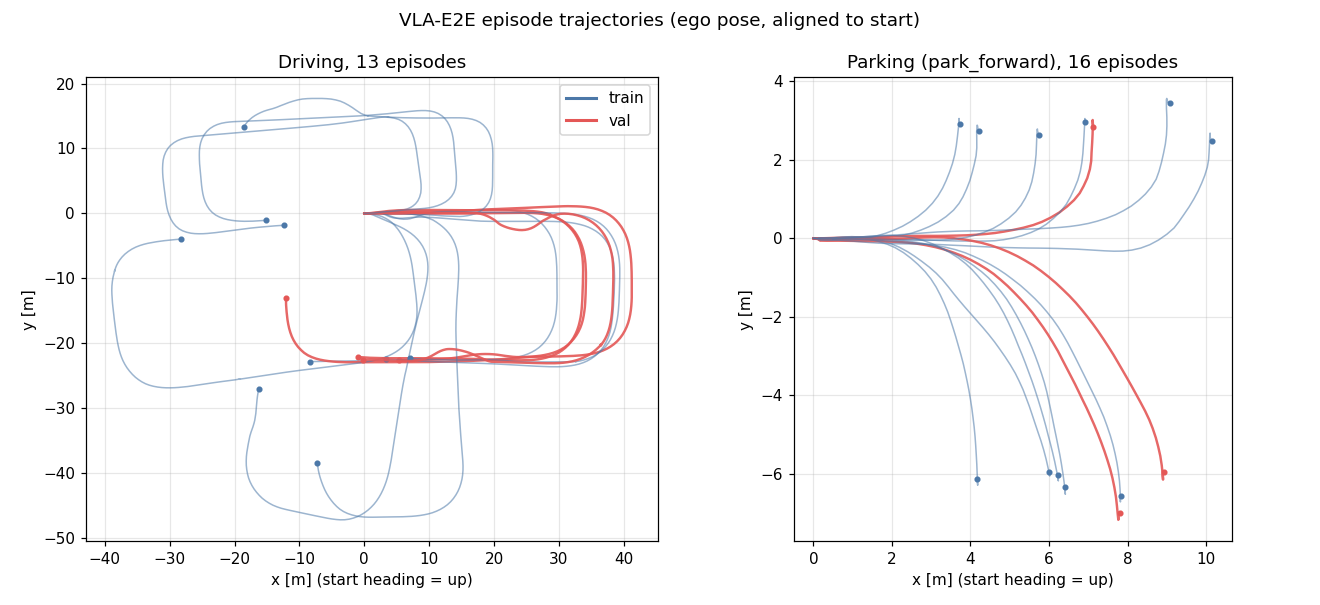 VLA-E2E episode trajectories (ego pose, aligned to start)
Driving, 13 episodes
train
val
20
10
0
−10
−20
−30
−40
−50
y [m]
−40 −30 −20 −10 0 10 20 30 40
x [m] (start heading = up)
Parking (park_forward), 16 episodes
4
2
0
−2
−4
−6
y [m]
0 2 4 6 8 10
x [m] (start heading = up)